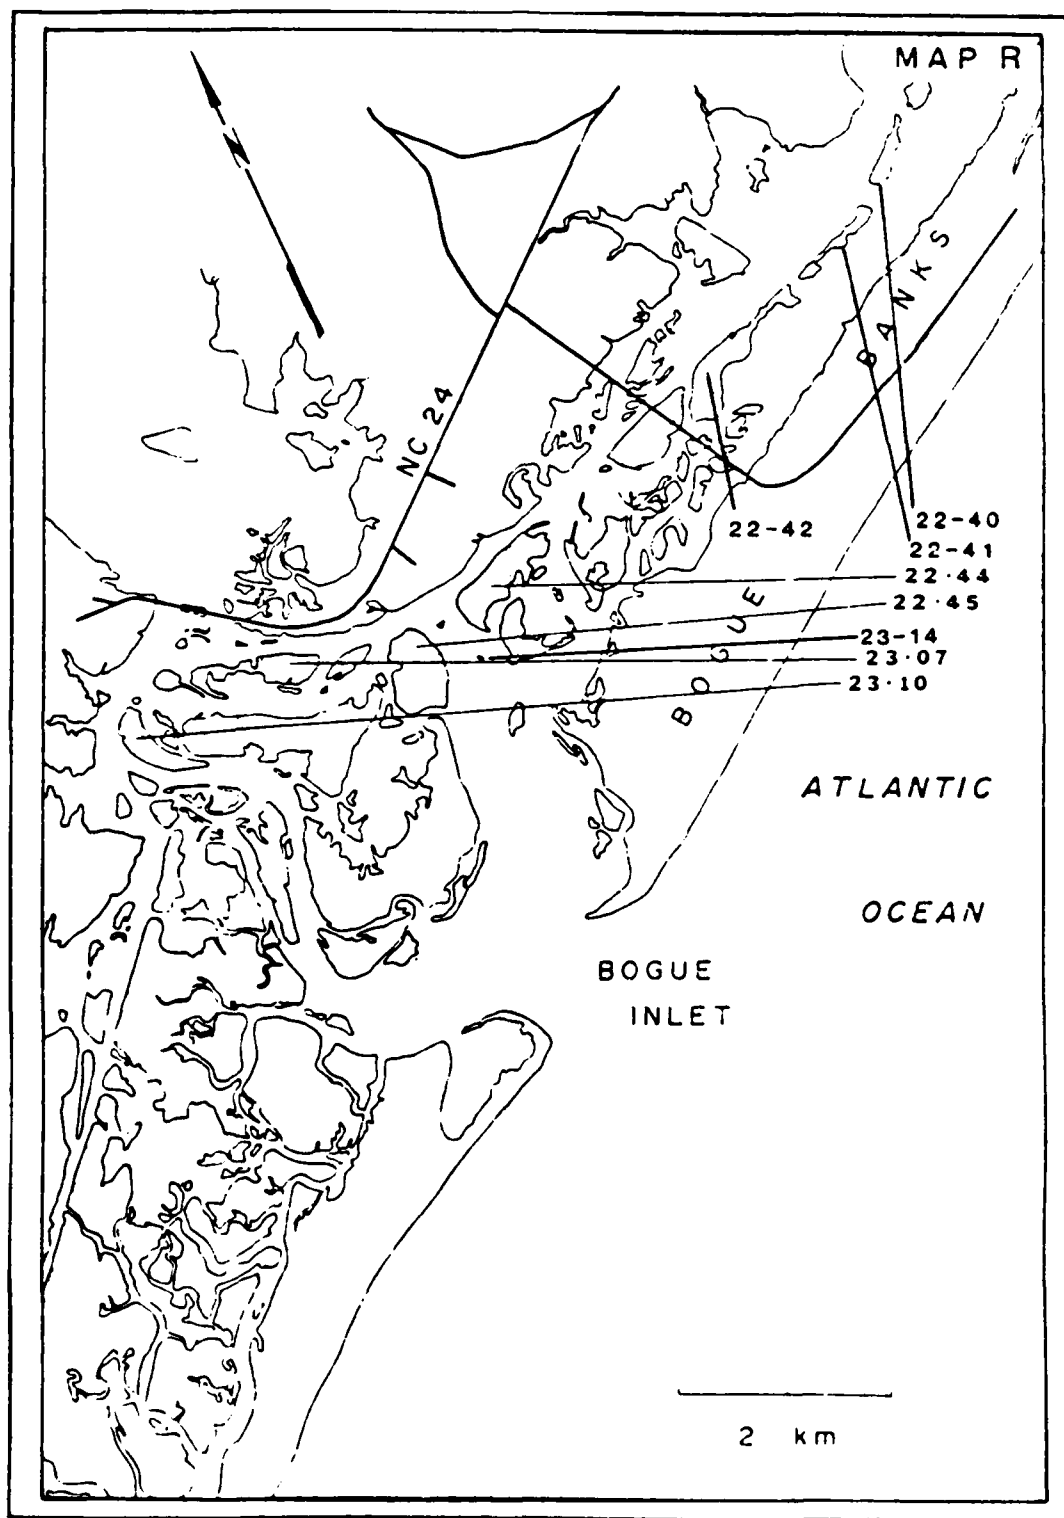 MAP R
N
NC 24
BANKS
22-42
22-40
22-41
22·44
22·45
23-14
23·07
23·10
BOGUE
ATLANTIC
OCEAN
BOGUE
INLET
2 km